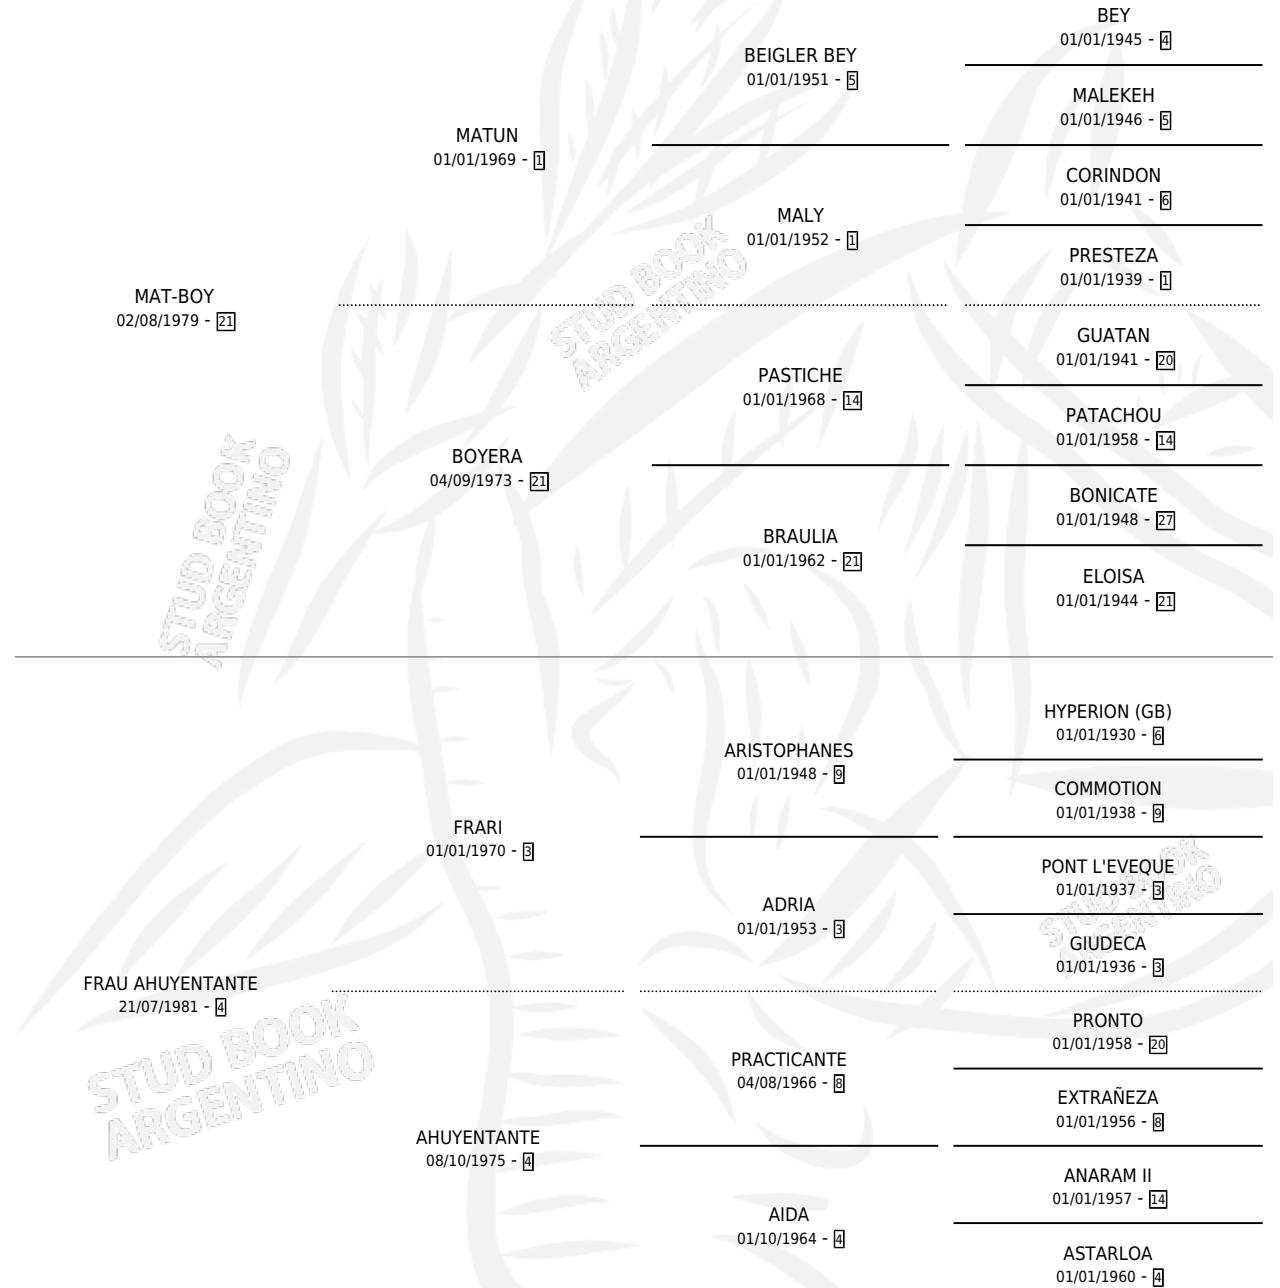 BEY
01/01/1945 - 4
BEIGLER BEY
01/01/1951 - 5
MALEKEH
01/01/1946 - 5
MATUN
01/01/1969 - 1
CORINDON
01/01/1941 - 6
MALY
01/01/1952 - 1
PRESTEZA
01/01/1939 - 1
MAT-BOY
02/08/1979 - 21
GUATAN
01/01/1941 - 20
PASTICHE
01/01/1968 - 14
PATACHOU
01/01/1958 - 14
BOYERA
04/09/1973 - 21
BONICATE
01/01/1948 - 27
BRAULIA
01/01/1962 - 21
ELOISA
01/01/1944 - 21
STUD BOOK
ARGENTINO
STUD BOOK
ARGENTINO
HYPERION (GB)
01/01/1930 - 6
ARISTOPHANES
01/01/1948 - 9
COMMOTION
01/01/1938 - 9
FRARI
01/01/1970 - 3
PONT L'EVEQUE
01/01/1937 - 3
ADRIA
01/01/1953 - 3
GIUDECA
01/01/1936 - 3
FRAU AHUYENTANTE
21/07/1981 - 4
PRONTO
01/01/1958 - 20
PRACTICANTE
04/08/1966 - 8
EXTRAÑEZA
01/01/1956 - 8
AHUYENTANTE
08/10/1975 - 4
ANARAM II
01/01/1957 - 14
AIDA
01/10/1964 - 4
ASTARLOA
01/01/1960 - 4
STUD BOOK
ARGENTINO
STUD BOOK
ARGENTINO